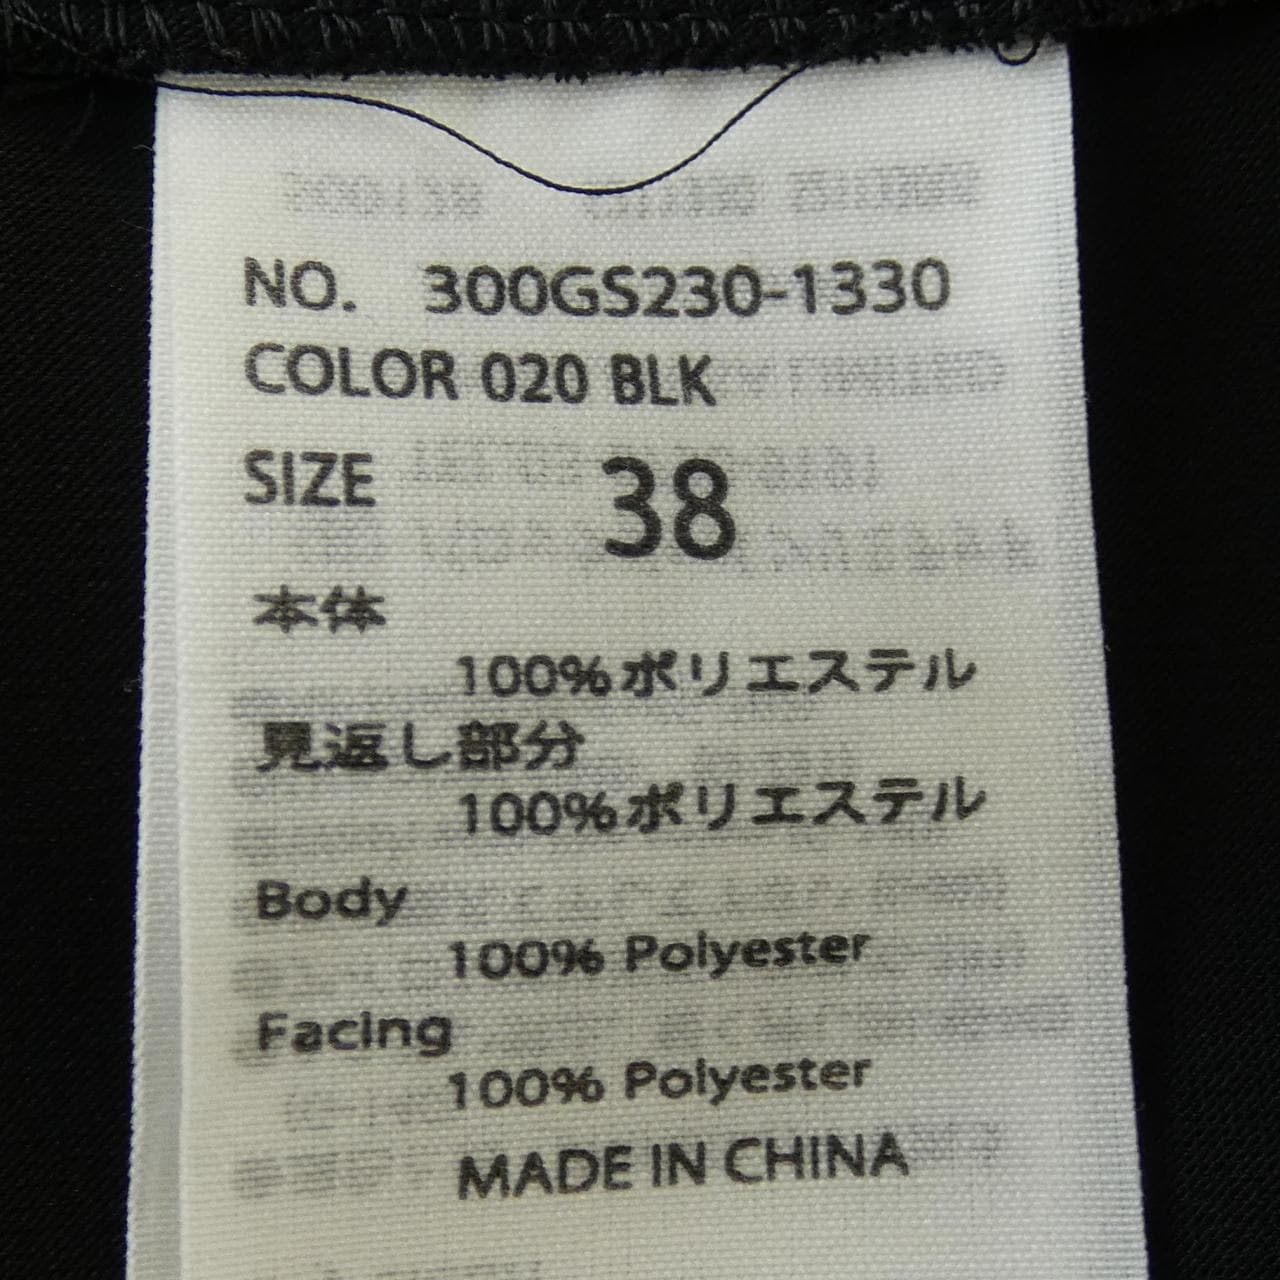 NO. 300GS230-1330
COLOR 020 BLK
SIZE 38
本体
100%ポリエステル
見返し部分
100%ポリエステル
Body
100% Polyester
Facing
100% Polyester
MADE IN CHINA